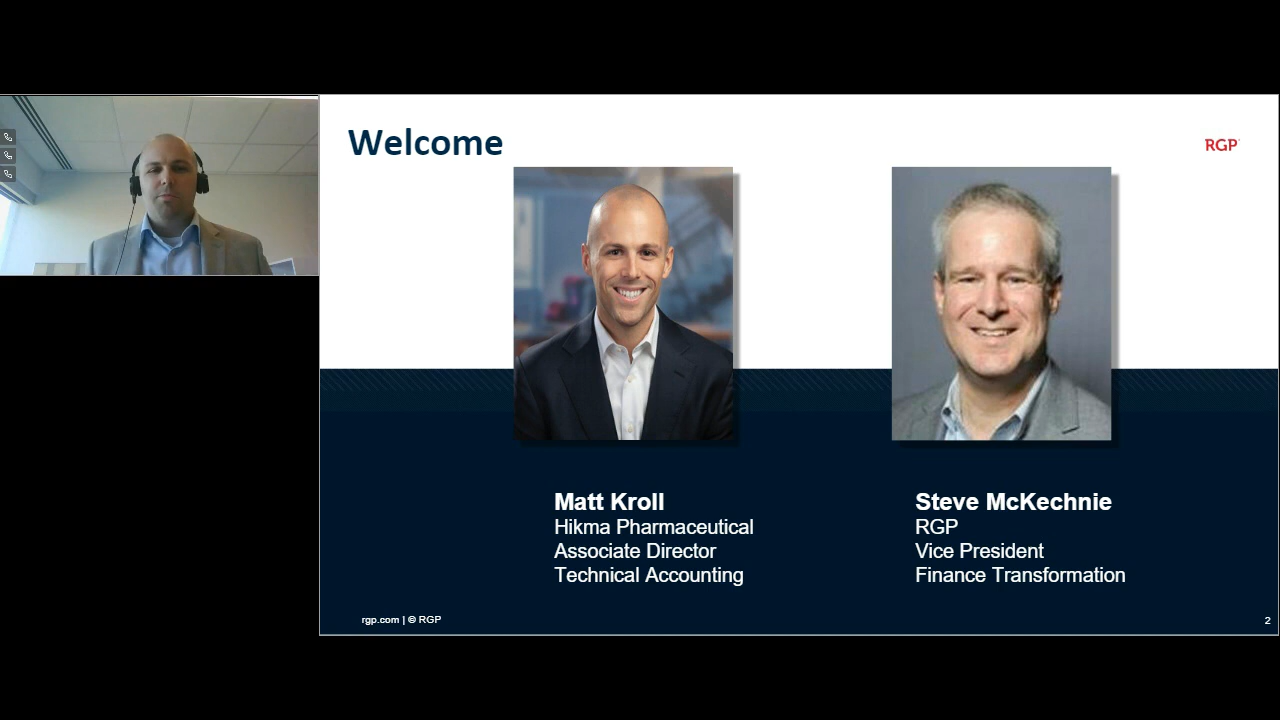 Welcome
RGP
Matt Kroll
Hikma Pharmaceutical
Associate Director
Technical Accounting
Steve McKechnie
RGP
Vice President
Finance Transformation
rgp.com | © RGP
2